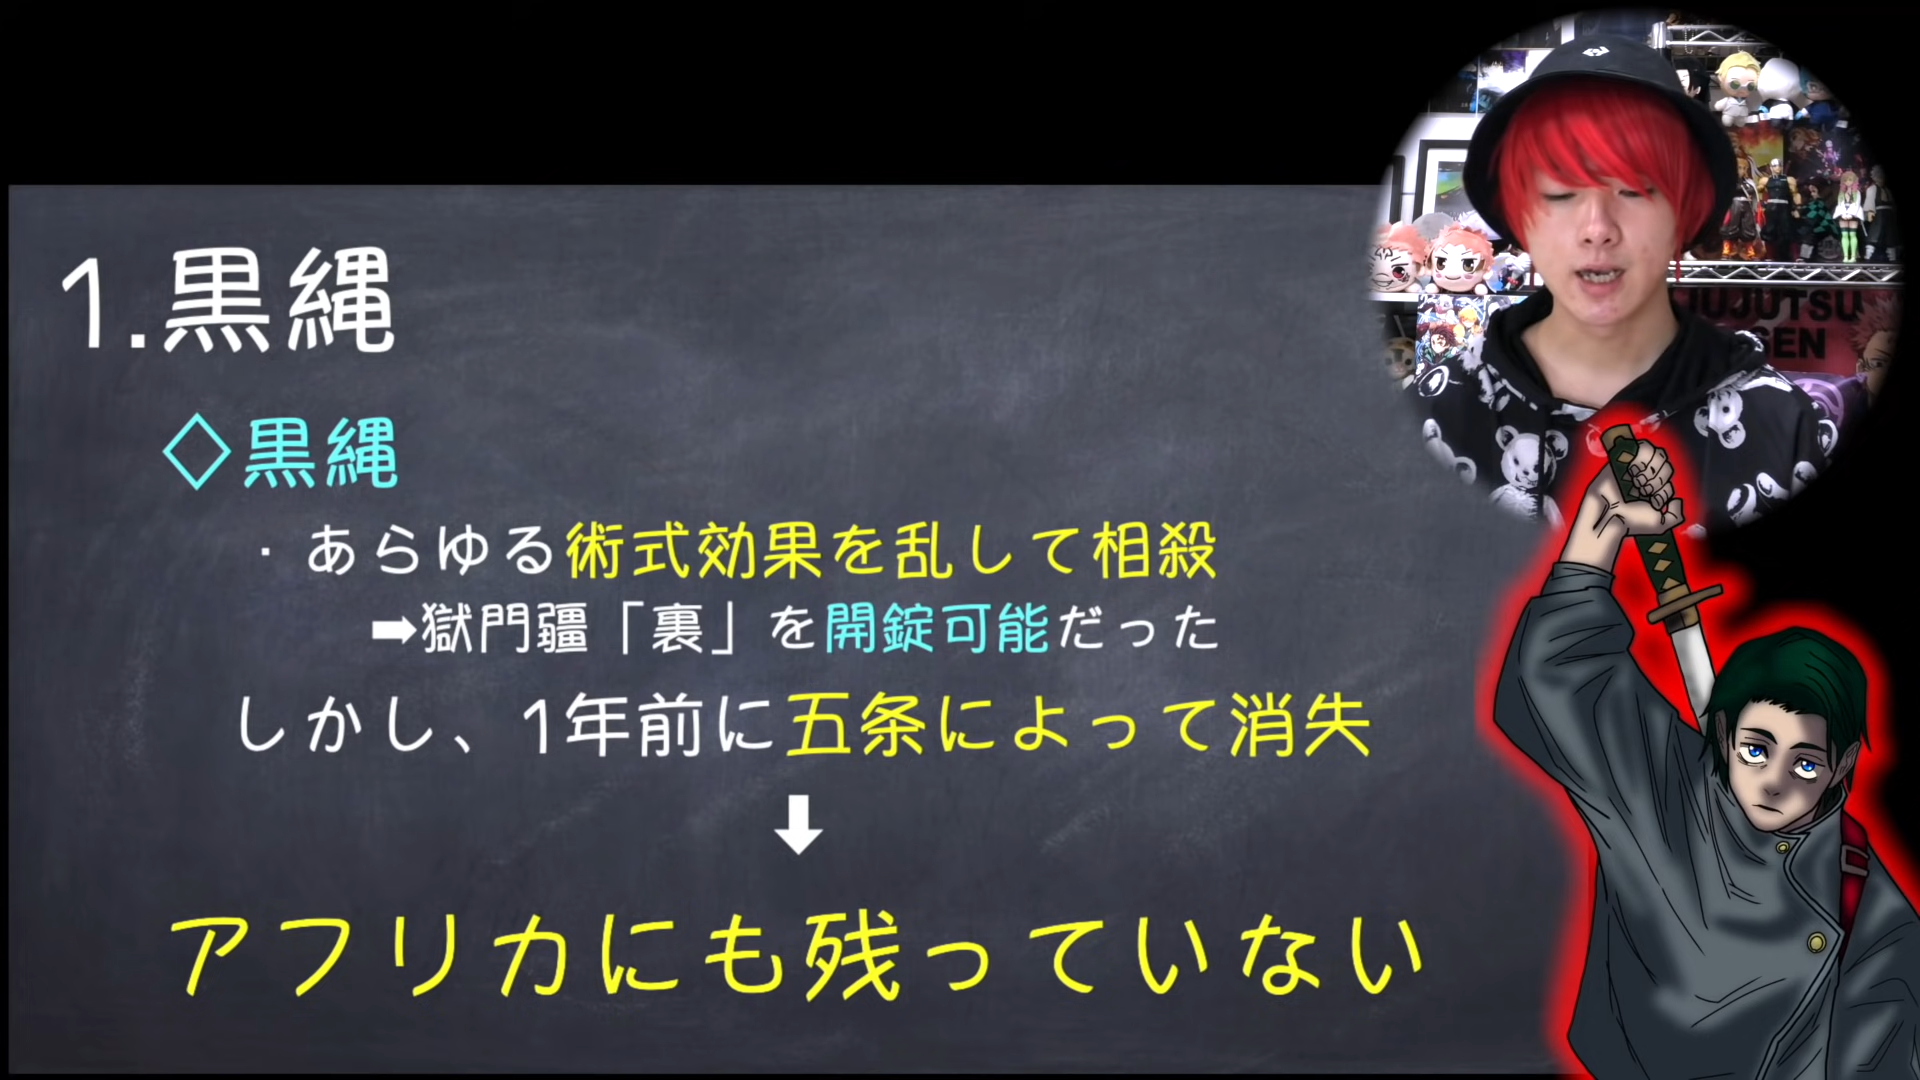 1.黒縄
◇黒縄
・あらゆる術式効果を乱して相殺
➡獄門疆「裏」を開錠可能だった
しかし、1年前に五条によって消失
⬇
アフリカにも残っていない
JUJUTSU